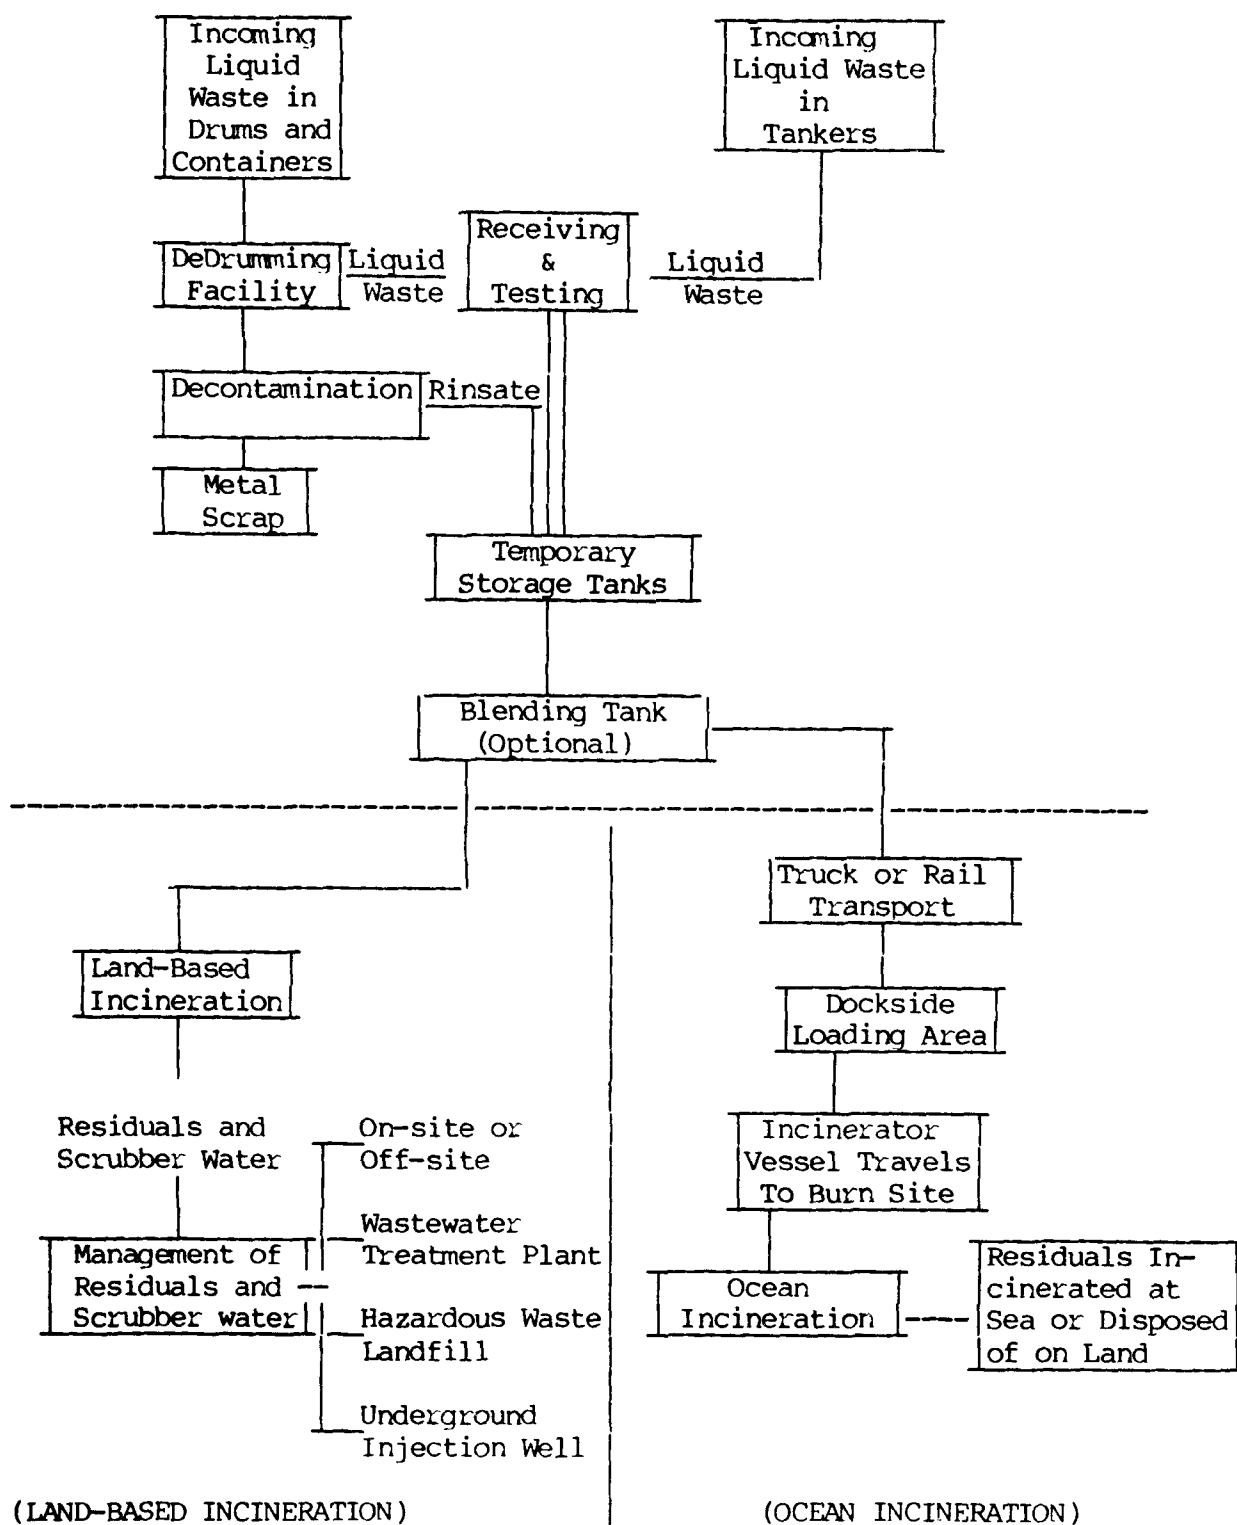 Incoming
Liquid
Waste in
Drums and
Containers
Incoming
Liquid Waste
in
Tankers
DeDrumming
Facility
Liquid
Waste
Receiving
&
Testing
Liquid
Waste
Decontamination
Rinsate
Metal
Scrap
Temporary
Storage Tanks
Blending Tank
(Optional)
Land-Based
Incineration
Residuals and
Scrubber Water
Management of
Residuals and
Scrubber water
On-site or
Off-site
Wastewater
Treatment Plant
Hazardous Waste
Landfill
Underground
Injection Well
(LAND-BASED INCINERATION)
Truck or Rail
Transport
Dockside
Loading Area
Incinerator
Vessel Travels
To Burn Site
Ocean
Incineration
Residuals In-
cinerated at
Sea or Disposed
of on Land
(OCEAN INCINERATION)